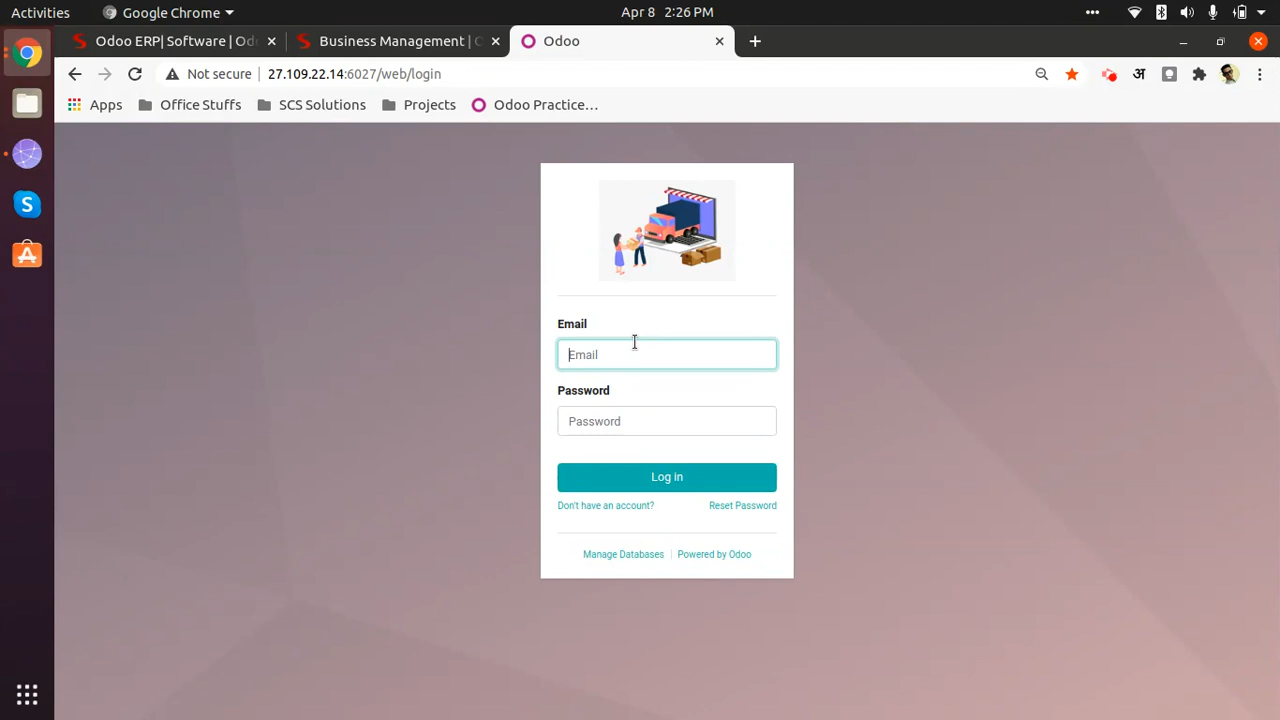 Activities
Google Chrome
Apr 8 2:26 PM
Odoo ERP| Software | Od
Business Management | C
Odoo
Not secure
27.109.22.14:6027/web/login
अ
Apps
Office Stuffs
SCS Solutions
Projects
Odoo Practice…
Email
Email
Password
Password
Log in
Don't have an account?
Reset Password
Manage Databases
Powered by Odoo